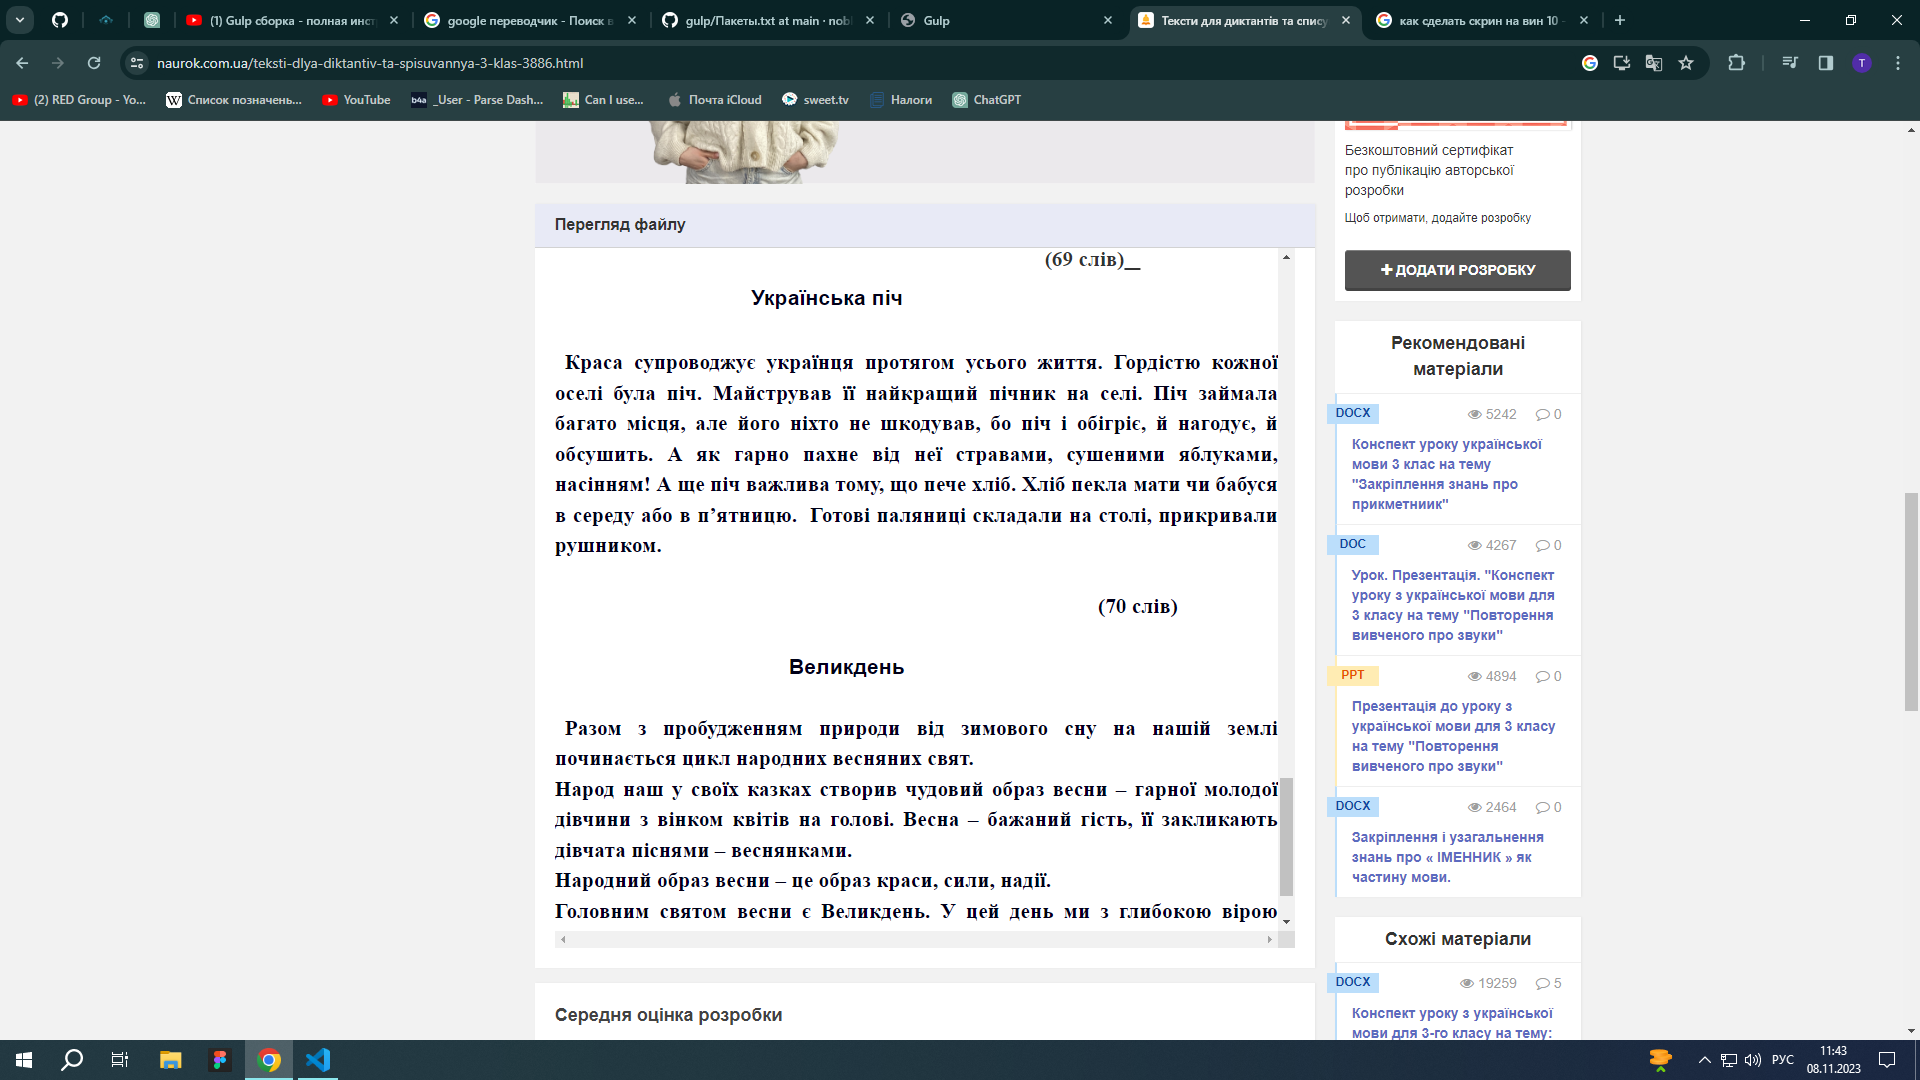 (1) Gulp сборка - полная инст
google переводчик - Поиск в
gulp/Пакеты.txt at main · nobl
Gulp
Тексти для диктантів та спису
как сделать скрин на вин 10 -
naurok.com.ua/teksti-dlya-diktantiv-ta-spisuvannya-3-klas-3886.html
T
(2) RED Group - Yo...
W Список позначень...
YouTube
b4a _User - Parse Dash...
Can I use...
Почта iCloud
sweet.tv
Налоги
ChatGPT
Перегляд файлу
(69 слів)_
Українська піч
Краса супроводжує українця протягом усього життя. Гордістю кожної
оселі була піч. Майстрував її найкращий пічник на селі. Піч займала
багато місця, але його ніхто не шкодував, бо піч і обігріє, й нагодує, й
обсушить. А як гарно пахне від неї стравами, сушеними яблуками,
насінням! А ще піч важлива тому, що пече хліб. Хліб пекла мати чи бабуся
в середу або в п’ятницю. Готові паляниці складали на столі, прикривали
рушником.
(70 слів)
Великдень
Разом з пробудженням природи від зимового сну на нашій землі
починається цикл народних весняних свят.
Народ наш у своїх казках створив чудовий образ весни – гарної молодої
дівчини з вінком квітів на голові. Весна – бажаний гість, її закликають
дівчата піснями – веснянками.
Народний образ весни – це образ краси, сили, надії.
Головним святом весни є Великдень. У цей день ми з глибокою вірою
Середня оцінка розробки
Безкоштовний сертифікат
про публікацію авторської
розробки
Щоб отримати, додайте розробку
ДОДАТИ РОЗРОБКУ
Рекомендовані
матеріали
DOCX 5242 0
Конспект уроку української
мови 3 клас на тему
"Закріплення знань про
прикметниик"
DOC 4267 0
Урок. Презентація. "Конспект
уроку з української мови для
3 класу на тему "Повторення
вивченого про звуки"
PPT 4894 0
Презентація до уроку з
української мови для 3 класу
на тему "Повторення
вивченого про звуки"
DOCX 2464 0
Закріплення і узагальнення
знань про « ІМЕННИК » як
частину мови.
Схожі матеріали
DOCX 19259 5
Конспект уроку з української
мови для 3-го класу на тему:
РУС
11:43
08.11.2023